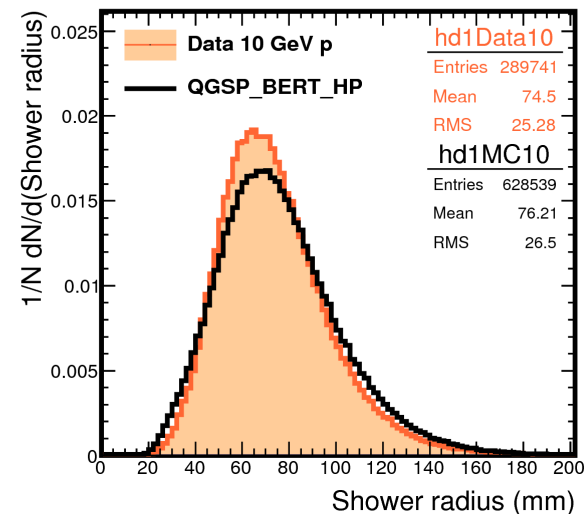 Data 10 GeV p
QGSP_BERT_HP
hd1Data10
Entries 289741
Mean 74.5
RMS 25.28
hd1MC10
Entries 628539
Mean 76.21
RMS 26.5
1/N dN/d(Shower radius)
0.025
0.02
0.015
0.01
0.005
0
0 20 40 60 80 100 120 140 160 180 200
Shower radius (mm)